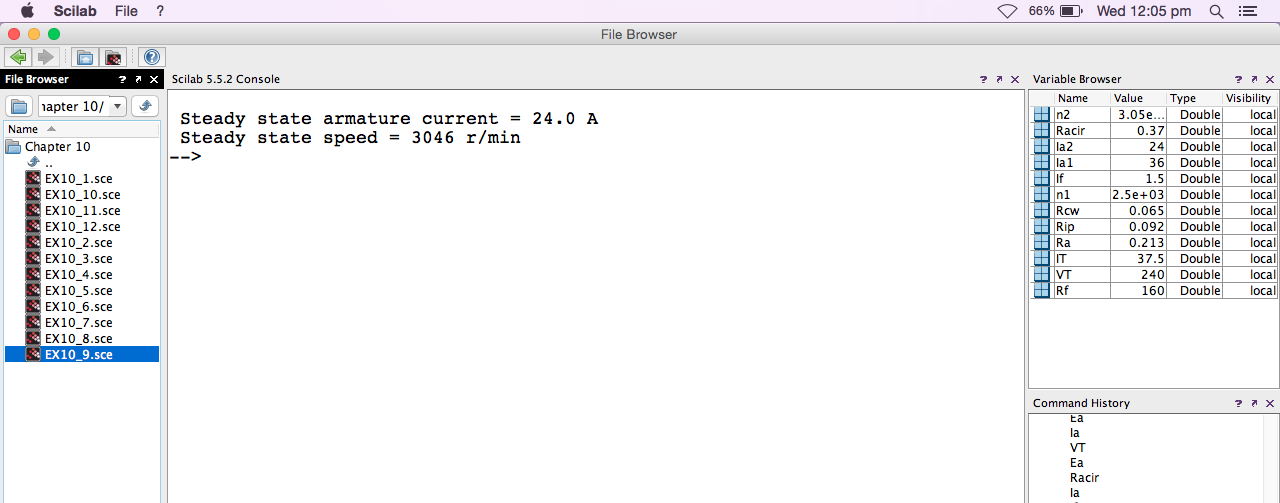 Scilab File ? 66% Wed 12:05 pm
File Browser
File Browser ? Scilab 5.5.2 Console ? Variable Browser ?
hapter 10/
Name
Chapter 10
..
EX10_1.sce
EX10_10.sce
EX10_11.sce
EX10_12.sce
EX10_2.sce
EX10_3.sce
EX10_4.sce
EX10_5.sce
EX10_6.sce
EX10_7.sce
EX10_8.sce
EX10_9.sce
Steady state armature current = 24.0 A
Steady state speed = 3046 r/min
-->
Name Value Type Visibility
n2 3.05e... Double local
Racir 0.37 Double local
Ia2 24 Double local
Ia1 36 Double local
If 1.5 Double local
n1 2.5e+03 Double local
Rcw 0.065 Double local
Rip 0.092 Double local
Ra 0.213 Double local
IT 37.5 Double local
VT 240 Double local
Rf 160 Double local
Command History ?
Ea
Ia
VT
Ea
Racir
Ia